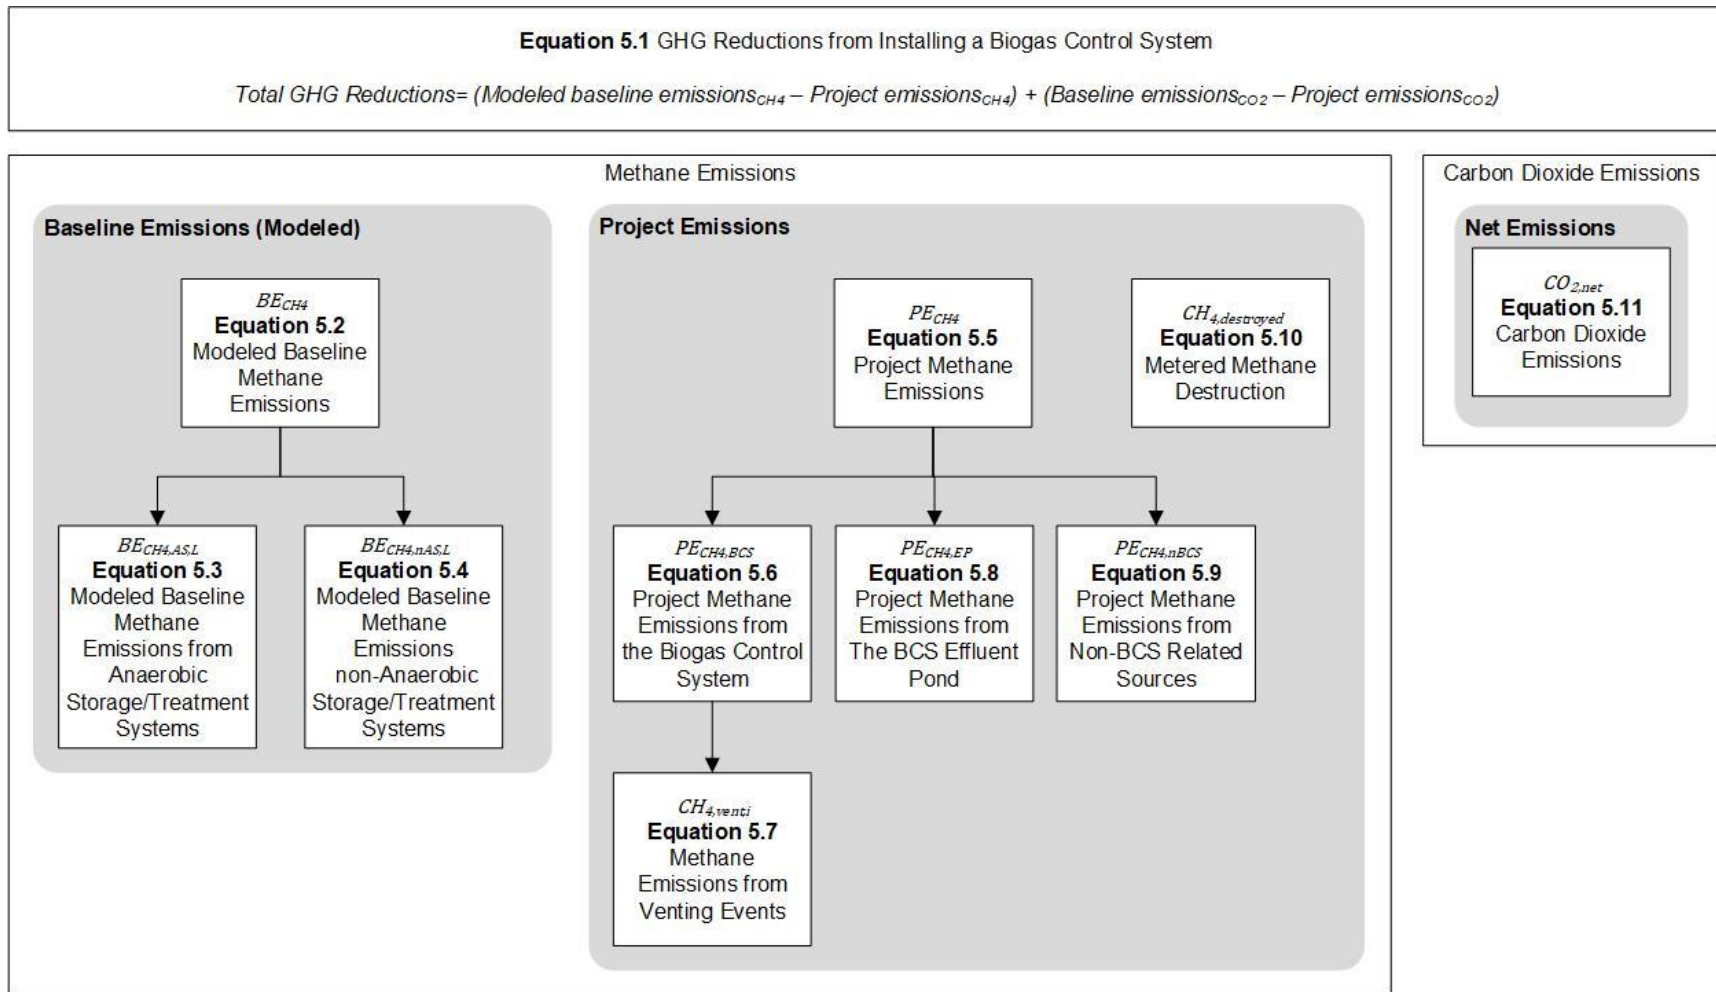 Equation 5.1 GHG Reductions from Installing a Biogas Control System
Total GHG Reductions= (Modeled baseline emissionsCH4 – Project emissionsCH4) + (Baseline emissionsCO2 – Project emissionsCO2)
Methane Emissions
Baseline Emissions (Modeled)
BECH4
Equation 5.2
Modeled Baseline
Methane
Emissions
BECH4,AS,L
Equation 5.3
Modeled Baseline
Methane
Emissions from
Anaerobic
Storage/Treatment
Systems
BECH4,nAS,L
Equation 5.4
Modeled Baseline
Methane
Emissions
non-Anaerobic
Storage/Treatment
Systems
Project Emissions
PECH4
Equation 5.5
Project Methane
Emissions
CH4,destroyed
Equation 5.10
Metered Methane
Destruction
PECH4,BCS
Equation 5.6
Project Methane
Emissions from
the Biogas Control
System
PECH4,EP
Equation 5.8
Project Methane
Emissions from
The BCS Effluent
Pond
PECH4,nBCS
Equation 5.9
Project Methane
Emissions from
Non-BCS Related
Sources
CH4,venti
Equation 5.7
Methane
Emissions from
Venting Events
Carbon Dioxide Emissions
Net Emissions
CO2,net
Equation 5.11
Carbon Dioxide
Emissions